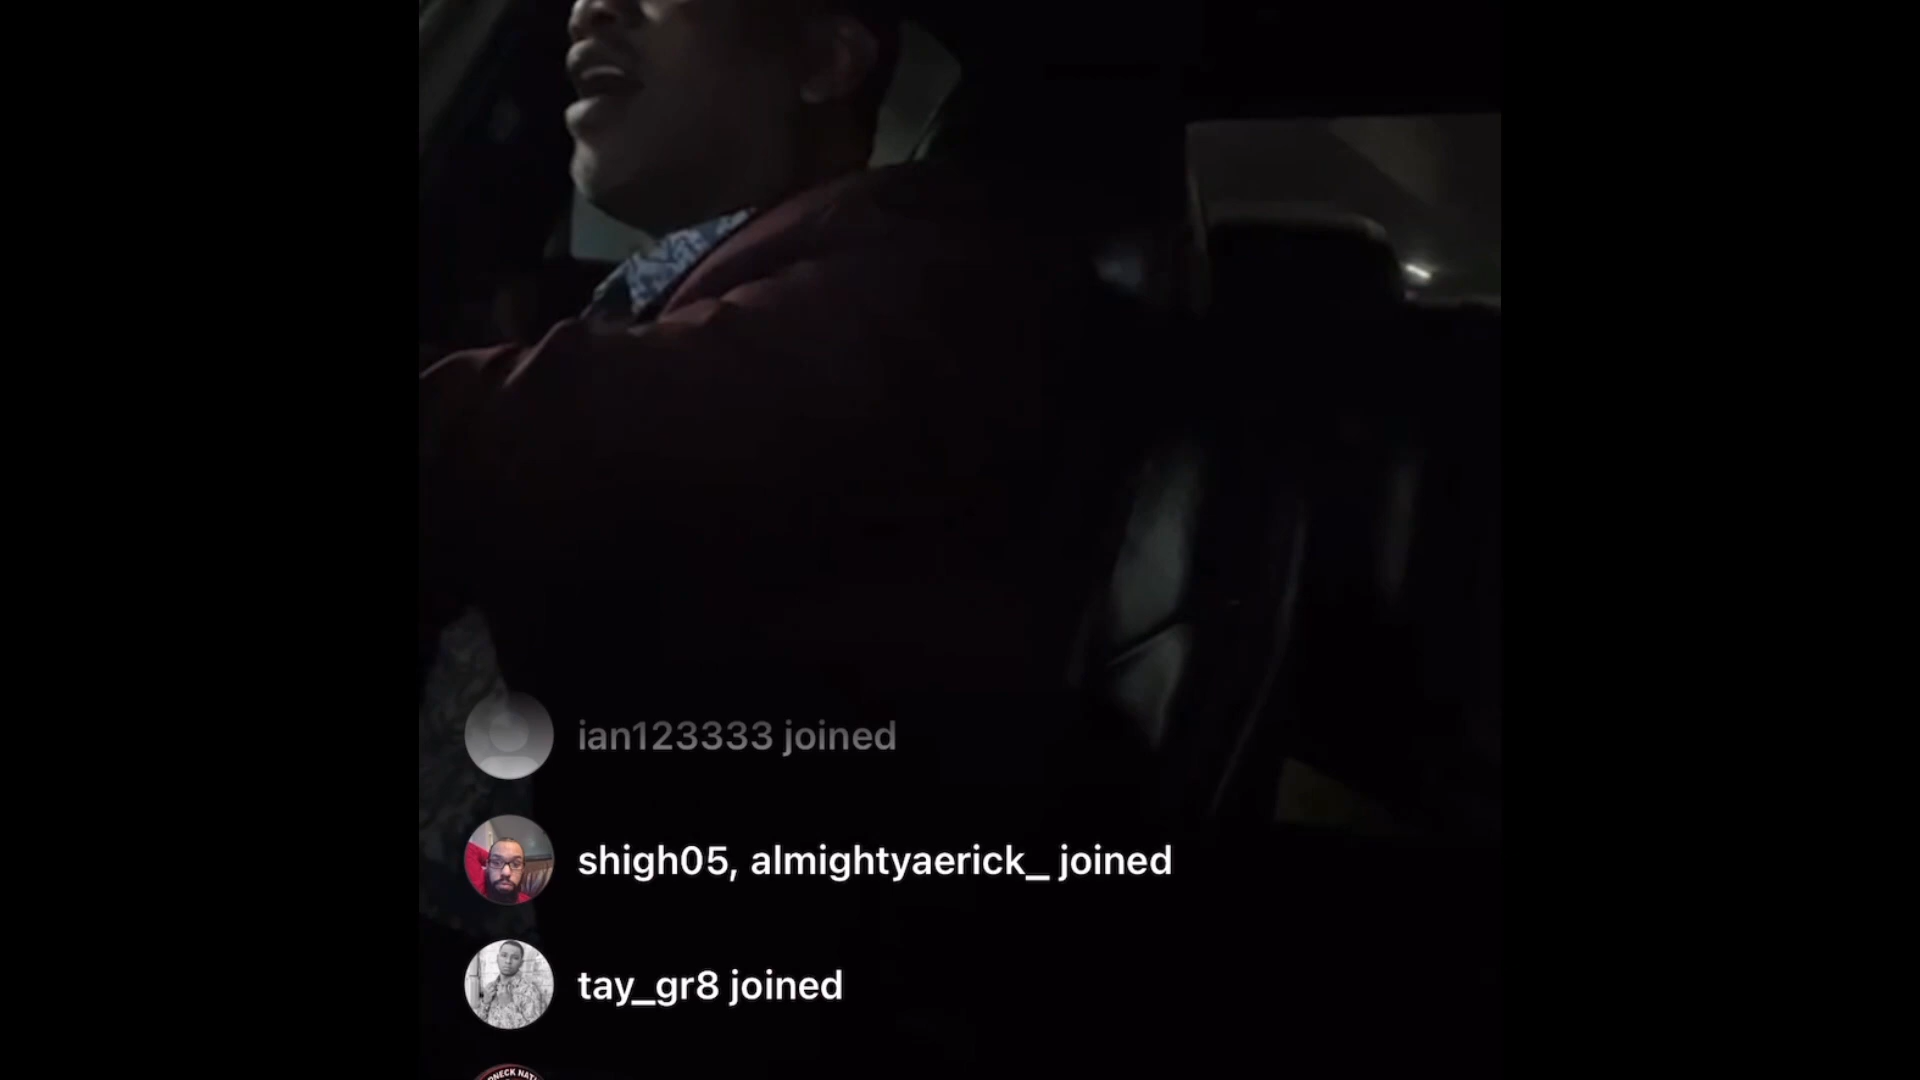 ian123333 joined
shigh05, almightyaerick_ joined
tay_gr8 joined